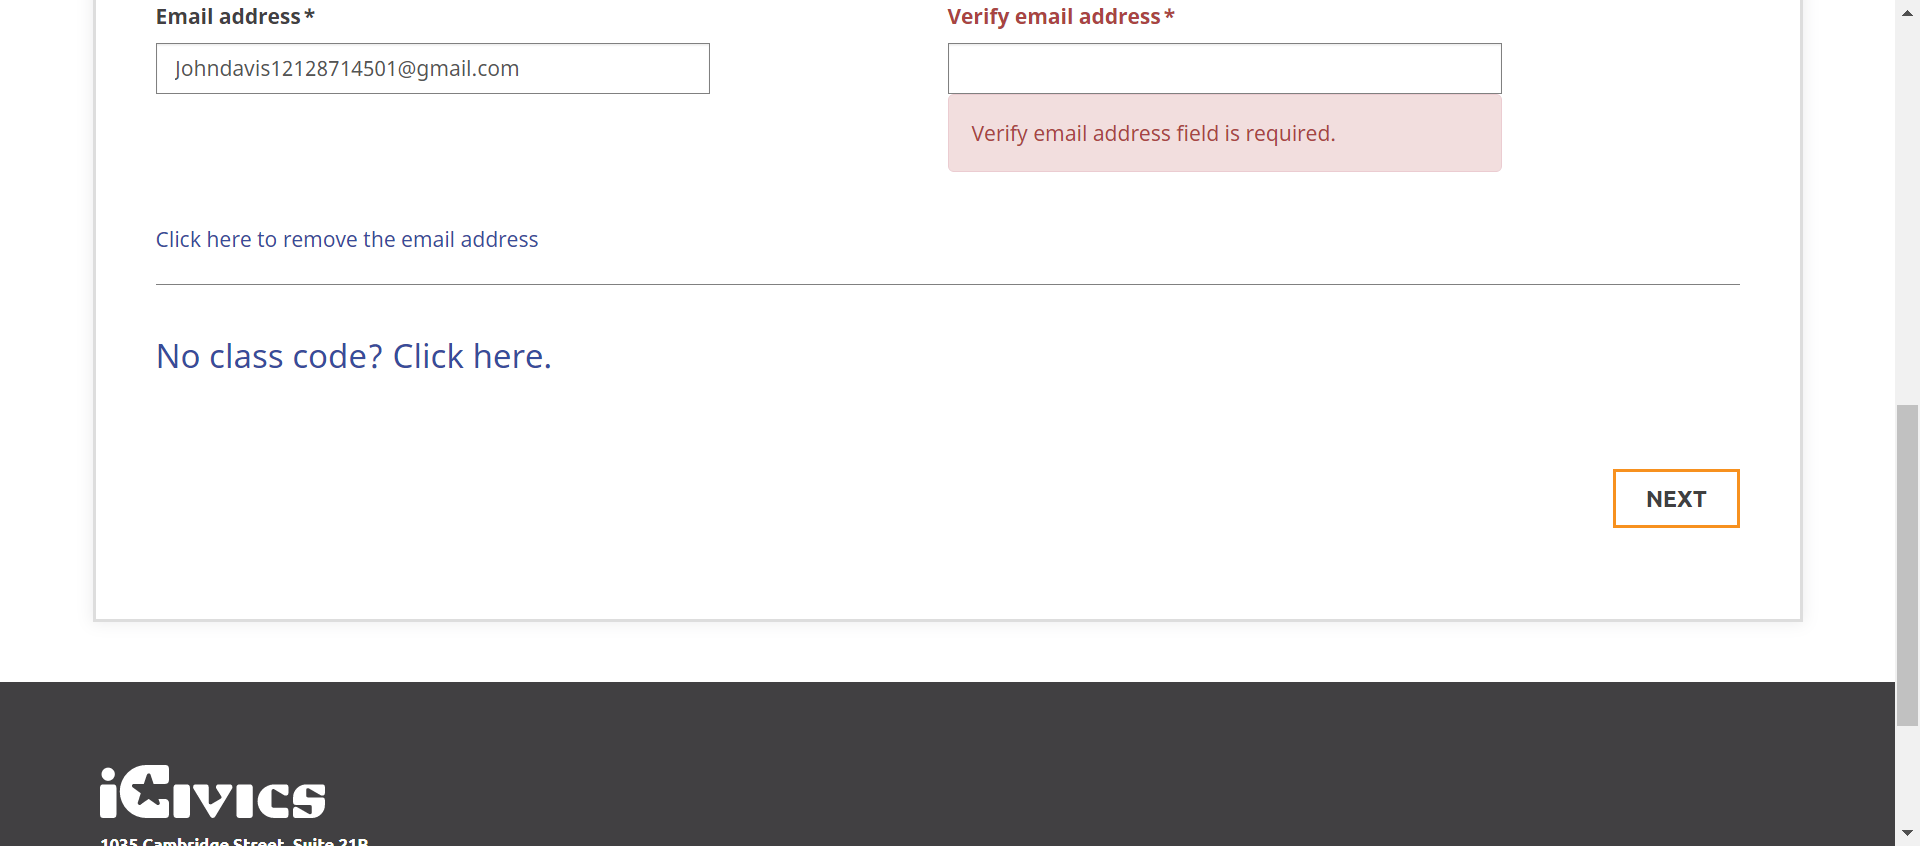 Email address*
Verify email address*
Johndavis12128714501@gmail.com
Verify email address field is required.
Click here to remove the email address
No class code? Click here.
NEXT
iCivics
1035 Cambridge Street, Suite 21B